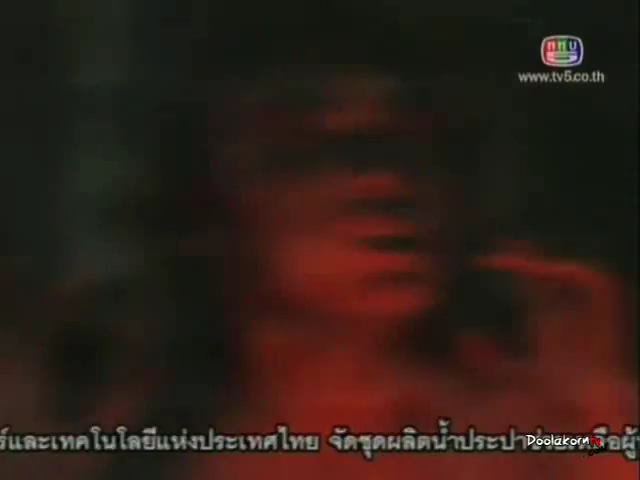 ททบ
www.tv5.co.th
ร์และเทคโนโลยีแห่งประเทศไทย จัดชุดผลิตน้ำประปา
Doolakorn